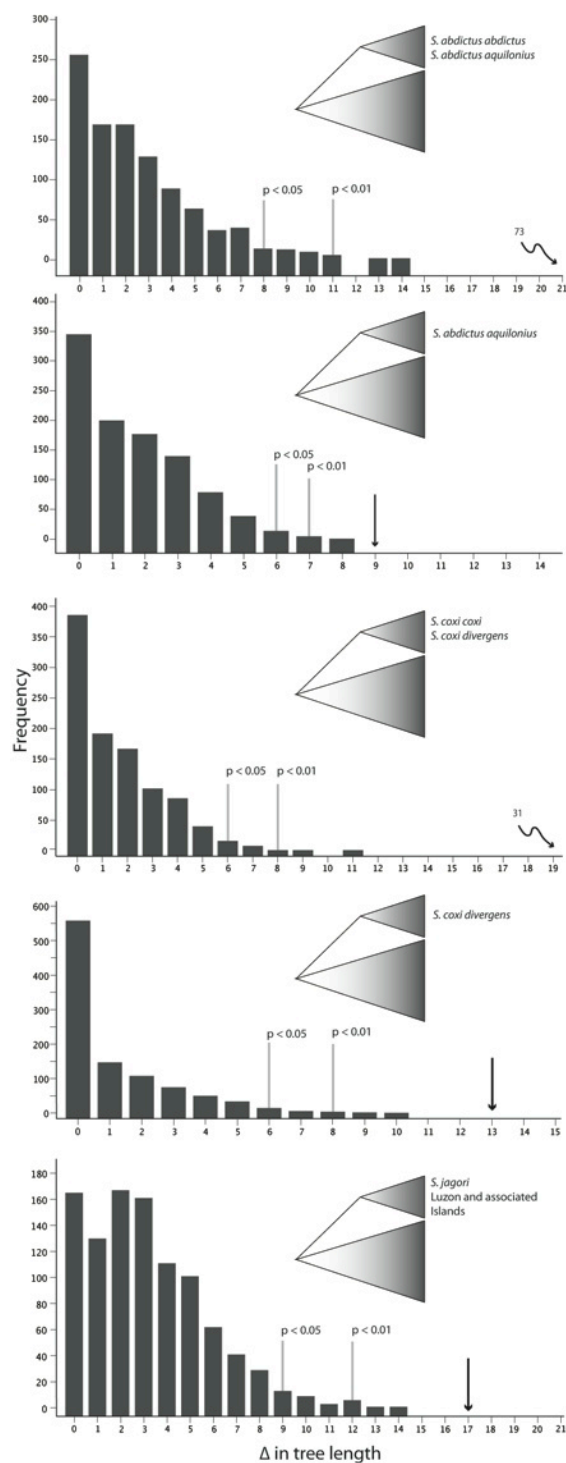 300
250
200
150
100
50
0
S. abdictus abdictus
S. abdictus aquilonius
p < 0.05
p < 0.01
73
0 1 2 3 4 5 6 7 8 9 10 11 12 13 14 15 16 17 18 19 20 21
400
350
300
250
200
150
100
50
0
S. abdictus aquilonius
p < 0.05
p < 0.01
0 1 2 3 4 5 6 7 8 9 10 11 12 13 14
Frequency
400
350
300
250
200
150
100
50
0
S. coxi coxi
S. coxi divergens
p < 0.05
p < 0.01
31
0 1 2 3 4 5 6 7 8 9 10 11 12 13 14 15 16 17 18 19
600
500
400
300
200
100
0
S. coxi divergens
p < 0.05
p < 0.01
0 1 2 3 4 5 6 7 8 9 10 11 12 13 14 15
180
160
140
120
100
80
60
40
20
0
S. jagori
Luzon and associated
Islands
p < 0.05
p < 0.01
0 1 2 3 4 5 6 7 8 9 10 11 12 13 14 15 16 17 18 19 20 21
Δ in tree length